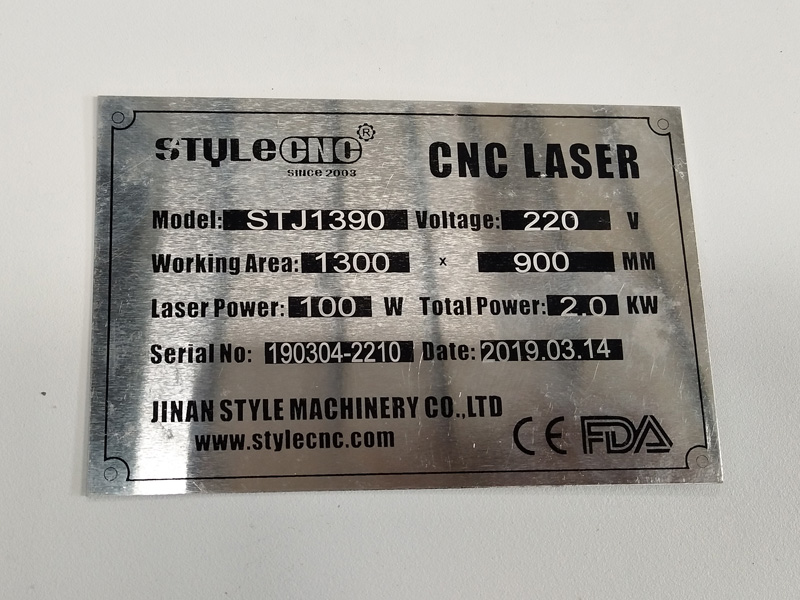 STYLECNC®
SINCE 2003
CNC LASER
Model: STJ1390 Voltage: 220 V
Working Area: 1300 x 900 MM
Laser Power: 100 W Total Power: 2.0 KW
Serial No: 190304-2210 Date: 2019.03.14
JINAN STYLE MACHINERY CO.,LTD
www.stylecnc.com
CE FDA